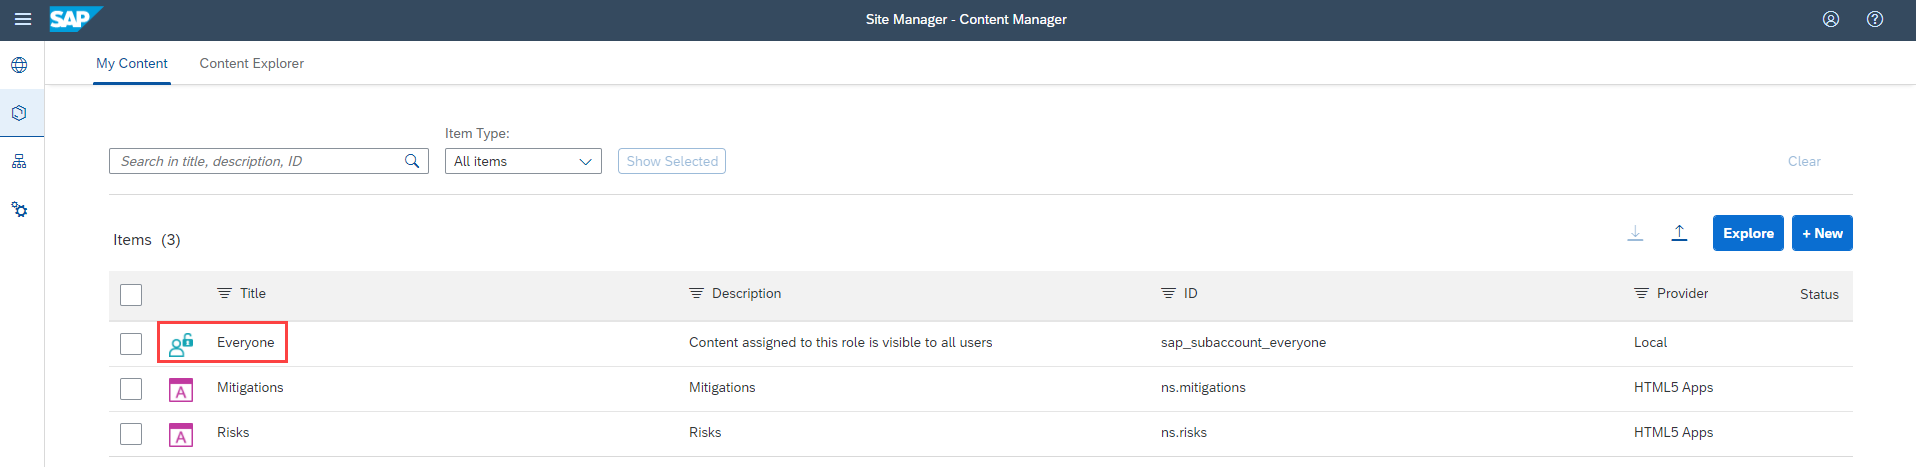 SAP
Site Manager - Content Manager
My Content
Content Explorer
Item Type:
Search in title, description, ID
All items
Show Selected
Clear
Items (3)
Explore
+ New
Title Description ID Provider Status
Everyone Content assigned to this role is visible to all users sap_subaccount_everyone Local
A Mitigations Mitigations ns.mitigations HTML5 Apps
A Risks Risks ns.risks HTML5 Apps